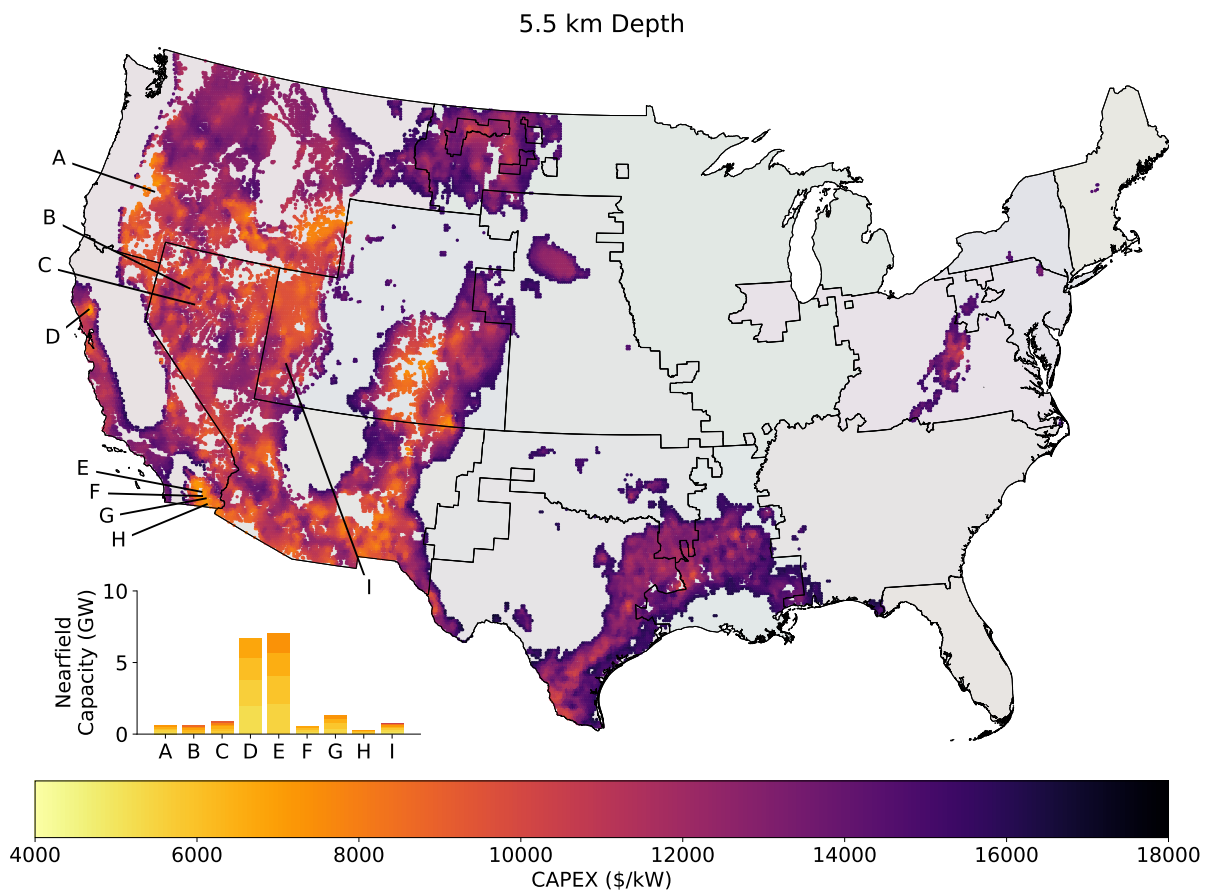 5.5 km Depth
A
B
C
D
E
F
G
H
I
Nearfield
Capacity (GW)
10
5
0
A B C D E F G H I
4000 6000 8000 10000 12000 14000 16000 18000
CAPEX ($/kW)